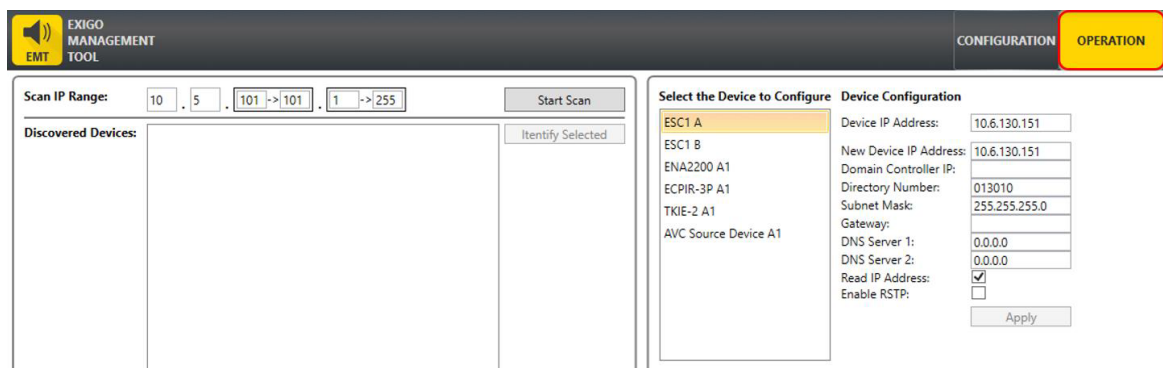 EXIGO
MANAGEMENT
TOOL
EMT
CONFIGURATION
OPERATION
Scan IP Range:
10 . 5 . 101 -> 101 . 1 -> 255
Start Scan
Discovered Devices:
Itentify Selected
Select the Device to Configure
ESC1 A
ESC1 B
ENA2200 A1
ECPIR-3P A1
TKIE-2 A1
AVC Source Device A1
Device Configuration
Device IP Address: 10.6.130.151
New Device IP Address: 10.6.130.151
Domain Controller IP:
Directory Number: 013010
Subnet Mask: 255.255.255.0
Gateway:
DNS Server 1: 0.0.0.0
DNS Server 2: 0.0.0.0
Read IP Address:
Enable RSTP:
Apply